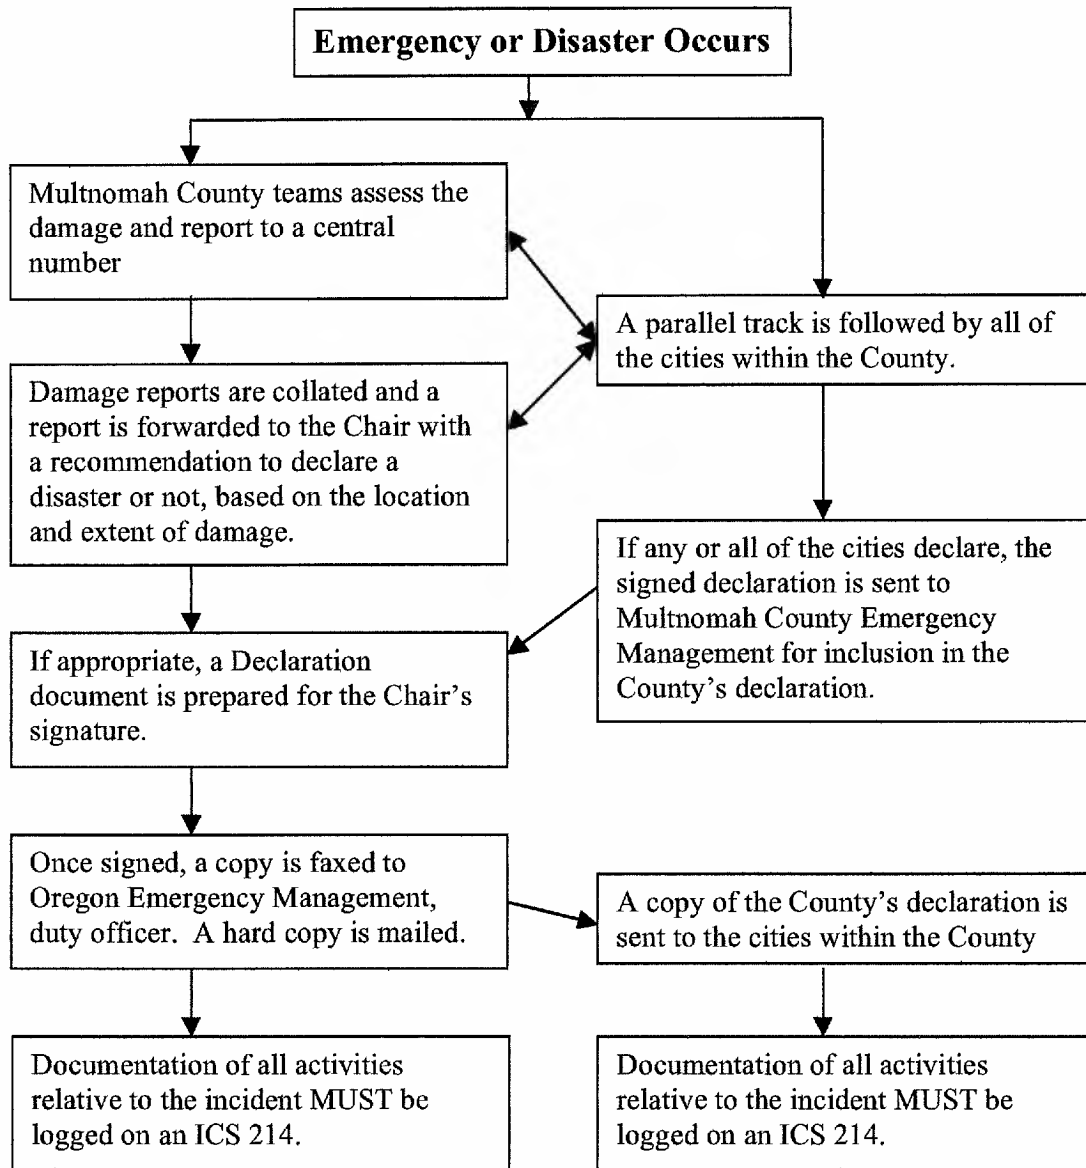 Emergency or Disaster Occurs
Multnomah County teams assess the
damage and report to a central
number
A parallel track is followed by all of
the cities within the County.
Damage reports are collated and a
report is forwarded to the Chair with
a recommendation to declare a
disaster or not, based on the location
and extent of damage.
If any or all of the cities declare, the
signed declaration is sent to
Multnomah County Emergency
Management for inclusion in the
County's declaration.
If appropriate, a Declaration
document is prepared for the Chair's
signature.
Once signed, a copy is faxed to
Oregon Emergency Management,
duty officer.  A hard copy is mailed.
A copy of the County's declaration is
sent to the cities within the County
Documentation of all activities
relative to the incident MUST be
logged on an ICS 214.
Documentation of all activities
relative to the incident MUST be
logged on an ICS 214.